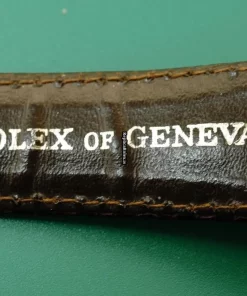 OLEX OF GENEVA